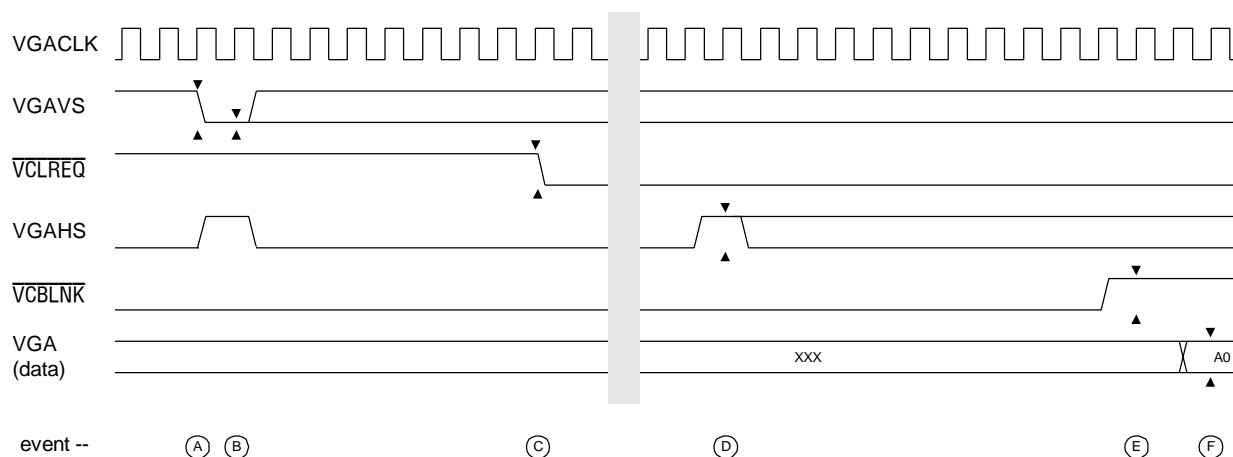 VGACLK
VGAVS
VCLREQ
VGAHS
VCBLNK
VGA
(data)
XXX
A0
event --
A
B
C
D
E
F